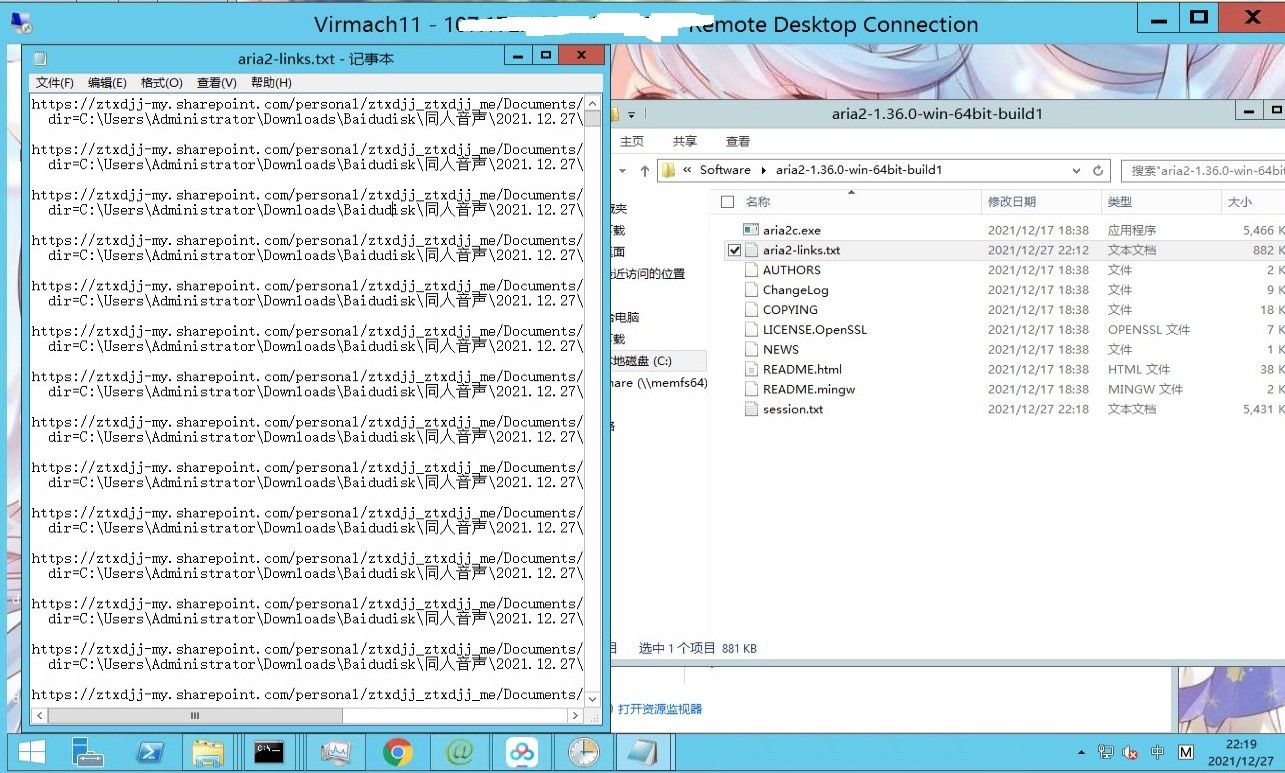 Virmach11 - 107.172 Remote Desktop Connection
aria2-links.txt - 记事本
文件(F) 编辑(E) 格式(O) 查看(V) 帮助(H)
https://ztxdjj-my.sharepoint.com/personal/ztxdjj_ztxdjj_me/Documents/
dir=C:\Users\Administrator\Downloads\Baidudisk\同人音声\2021.12.27\
https://ztxdjj-my.sharepoint.com/personal/ztxdjj_ztxdjj_me/Documents/
dir=C:\Users\Administrator\Downloads\Baidudisk\同人音声\2021.12.27\
https://ztxdjj-my.sharepoint.com/personal/ztxdjj_ztxdjj_me/Documents/
dir=C:\Users\Administrator\Downloads\Baidudisk\同人音声\2021.12.27\
https://ztxdjj-my.sharepoint.com/personal/ztxdjj_ztxdjj_me/Documents/
dir=C:\Users\Administrator\Downloads\Baidudisk\同人音声\2021.12.27\
https://ztxdjj-my.sharepoint.com/personal/ztxdjj_ztxdjj_me/Documents/
dir=C:\Users\Administrator\Downloads\Baidudisk\同人音声\2021.12.27\
https://ztxdjj-my.sharepoint.com/personal/ztxdjj_ztxdjj_me/Documents/
dir=C:\Users\Administrator\Downloads\Baidudisk\同人音声\2021.12.27\
https://ztxdjj-my.sharepoint.com/personal/ztxdjj_ztxdjj_me/Documents/
dir=C:\Users\Administrator\Downloads\Baidudisk\同人音声\2021.12.27\
https://ztxdjj-my.sharepoint.com/personal/ztxdjj_ztxdjj_me/Documents/
dir=C:\Users\Administrator\Downloads\Baidudisk\同人音声\2021.12.27\
https://ztxdjj-my.sharepoint.com/personal/ztxdjj_ztxdjj_me/Documents/
dir=C:\Users\Administrator\Downloads\Baidudisk\同人音声\2021.12.27\
https://ztxdjj-my.sharepoint.com/personal/ztxdjj_ztxdjj_me/Documents/
dir=C:\Users\Administrator\Downloads\Baidudisk\同人音声\2021.12.27\
https://ztxdjj-my.sharepoint.com/personal/ztxdjj_ztxdjj_me/Documents/
dir=C:\Users\Administrator\Downloads\Baidudisk\同人音声\2021.12.27\
https://ztxdjj-my.sharepoint.com/personal/ztxdjj_ztxdjj_me/Documents/
dir=C:\Users\Administrator\Downloads\Baidudisk\同人音声\2021.12.27\
https://ztxdjj-my.sharepoint.com/personal/ztxdjj_ztxdjj_me/Documents/
dir=C:\Users\Administrator\Downloads\Baidudisk\同人音声\2021.12.27\
https://ztxdjj-my.sharepoint.com/personal/ztxdjj_ztxdjj_me/Documents/
aria2-1.36.0-win-64bit-build1
主页 共享 查看
« Software aria2-1.36.0-win-64bit-build1
搜索"aria2-1.36.0-win-64bit
夹
载
面
近访问的位置
电脑
载
地磁盘 (C:)
hare (\\memfs64)
名称 修改日期 类型 大小
aria2c.exe 2021/12/17 18:38 应用程序 5,466 K
aria2-links.txt 2021/12/27 22:12 文本文档 882 K
AUTHORS 2021/12/17 18:38 文件 2 K
ChangeLog 2021/12/17 18:38 文件 9 K
COPYING 2021/12/17 18:38 文件 18 K
LICENSE.OpenSSL 2021/12/17 18:38 OPENSSL 文件 7 K
NEWS 2021/12/17 18:38 文件 1 K
README.html 2021/12/17 18:38 HTML 文件 38 K
README.mingw 2021/12/17 18:38 MINGW 文件 2 K
session.txt 2021/12/27 22:18 文本文档 5,431 K
选中 1 个项目 881 KB
打开资源监视器
中 M
22:19
2021/12/27